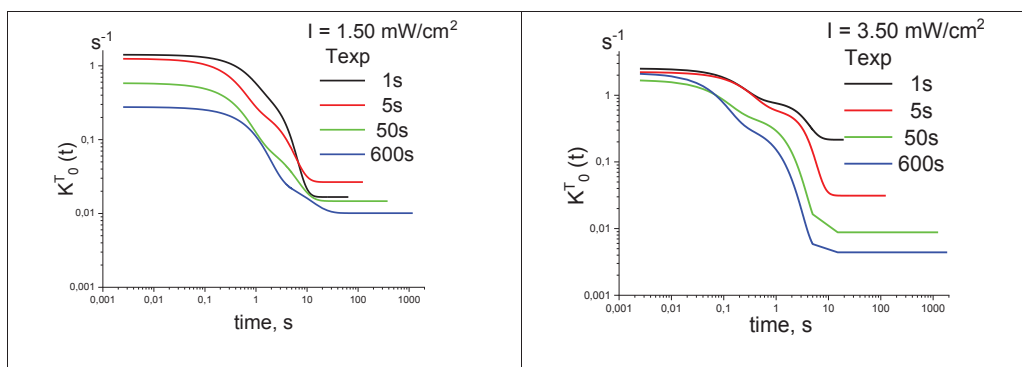 I = 1.50 mW/cm²
s⁻¹
Texp
1s
5s
50s
600s
1
0,1
0,01
0,001
K^T_0 (t)
0,001 0,01 0,1 1 10 100 1000
time, s
I = 3.50 mW/cm²
s⁻¹
Texp
1s
5s
50s
600s
1
0,1
0,01
0,001
K^T_0 (t)
0,001 0,01 0,1 1 10 100 1000
time, s